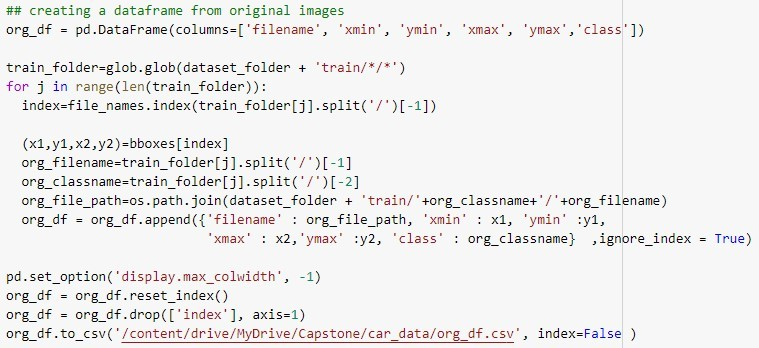 ## creating a dataframe from original images
org_df = pd.DataFrame(columns=['filename', 'xmin', 'ymin', 'xmax', 'ymax','class'])
train_folder=glob.glob(dataset_folder + 'train/*/*')
for j in range(len(train_folder)):
index=file_names.index(train_folder[j].split('/')[-1])
(x1,y1,x2,y2)=bboxes[index]
org_filename=train_folder[j].split('/')[-1]
org_classname=train_folder[j].split('/')[-2]
org_file_path=os.path.join(dataset_folder + 'train/'+org_classname+'/'+org_filename)
org_df = org_df.append({'filename' : org_file_path, 'xmin' : x1, 'ymin' :y1,
'xmax' : x2,'ymax' :y2, 'class' : org_classname}  ,ignore_index = True)
pd.set_option('display.max_colwidth', -1)
org_df = org_df.reset_index()
org_df = org_df.drop(['index'], axis=1)
org_df.to_csv('/content/drive/MyDrive/Capstone/car_data/org_df.csv', index=False )